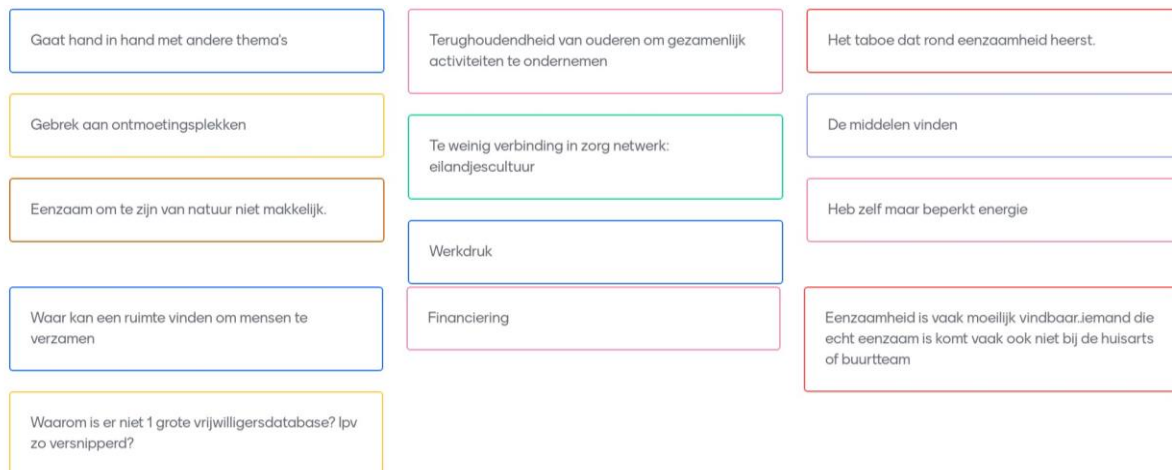 Gaat hand in hand met andere thema's
Gebrek aan ontmoetingsplekken
Eenzaam om te zijn van natuur niet makkelijk.
Terughoudendheid van ouderen om gezamenlijk
activiteiten te ondernemen
Te weinig verbinding in zorg netwerk:
eilandjescultuur
Werkdruk
Het taboe dat rond eenzaamheid heerst.
De middelen vinden
Heb zelf maar beperkt energie
Waar kan een ruimte vinden om mensen te
verzamen
Waarom is er niet 1 grote vrijwilligersdatabase? Ipv
zo versnipperd?
Financiering
Eenzaamheid is vaak moeilijk vindbaar.iemand die
echt eenzaam is komt vaak ook niet bij de huisarts
of buurtteam